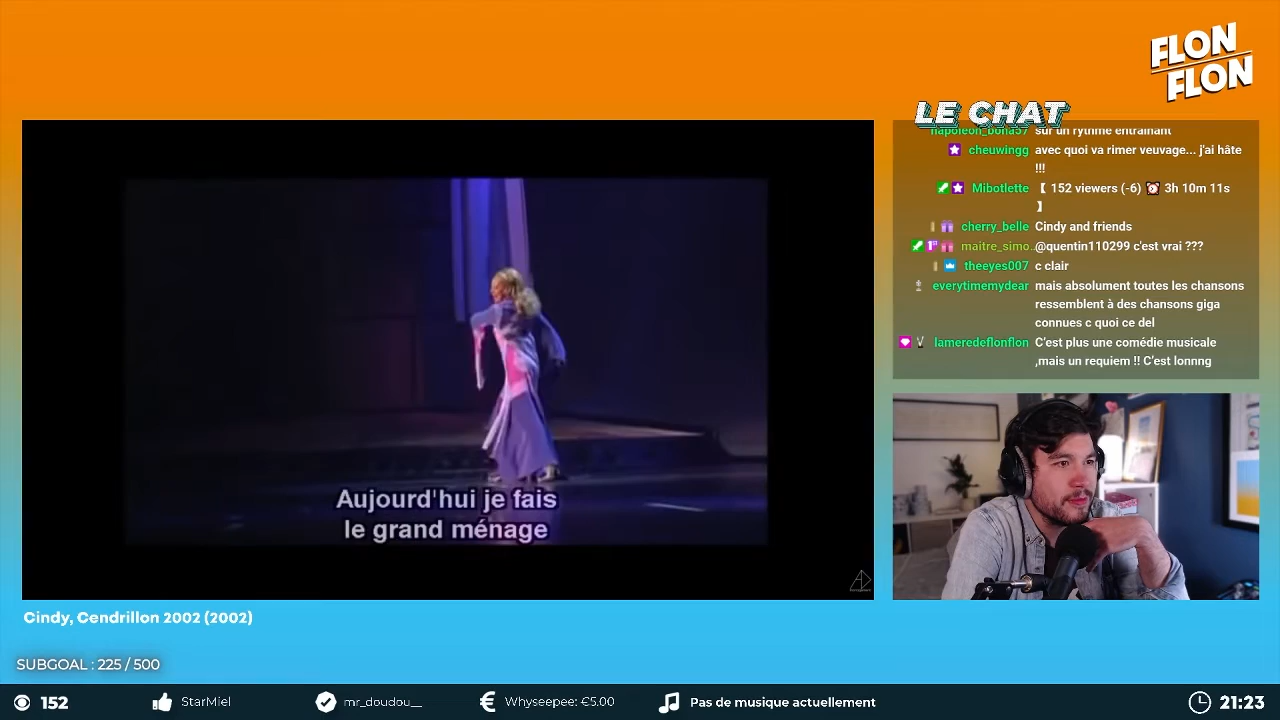 FLON
FLON
LE CHAT
napoleon_bona57 sur un rythme entrainant
cheuwingg avec quoi va rimer veuvage... j'ai hâte
!!!
Mibotlette 【 152 viewers (-6) ⏰ 3h 10m 11s
】
cherry_belle Cindy and friends
maitre_simo.. @quentin110299 c'est vrai ???
theeyes007 c clair
everytimemydear mais absolument toutes les chansons
ressemblent à des chansons giga
connues c quoi ce del
lameredeflonflon C'est plus une comédie musicale
,mais un requiem !! C'est lonnng
Aujourd'hui je fais
le grand ménage
Cindy, Cendrillon 2002 (2002)
SUBGOAL : 225 / 500
152 StarMiel mr_doudou__ € Whyseepee: €5.00 Pas de musique actuellement 21:23